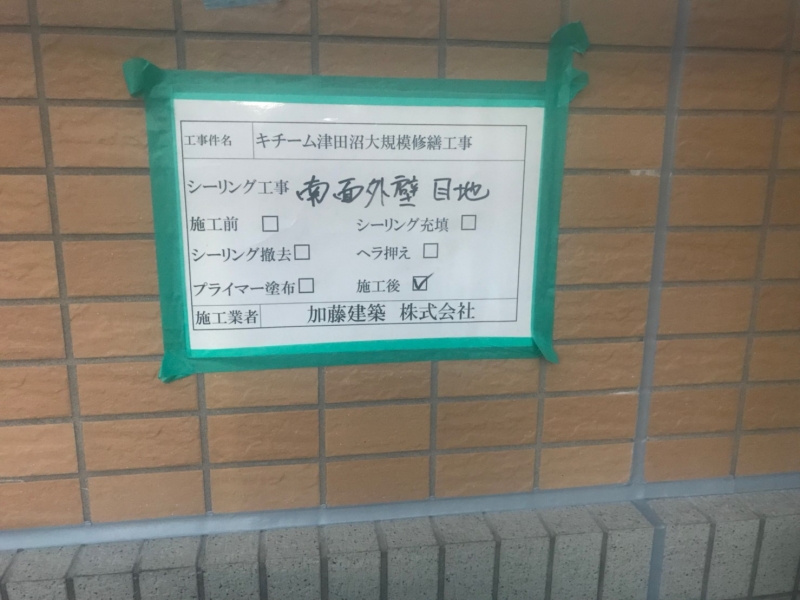 工事件名 キチーム津田沼大規模修繕工事
シーリング工事 南面外壁 目地
施工前 □ シーリング充填 □
シーリング撤去 □ ヘラ押え □
プライマー塗布 □ 施工後 ☑
施工業者 加藤建築 株式会社